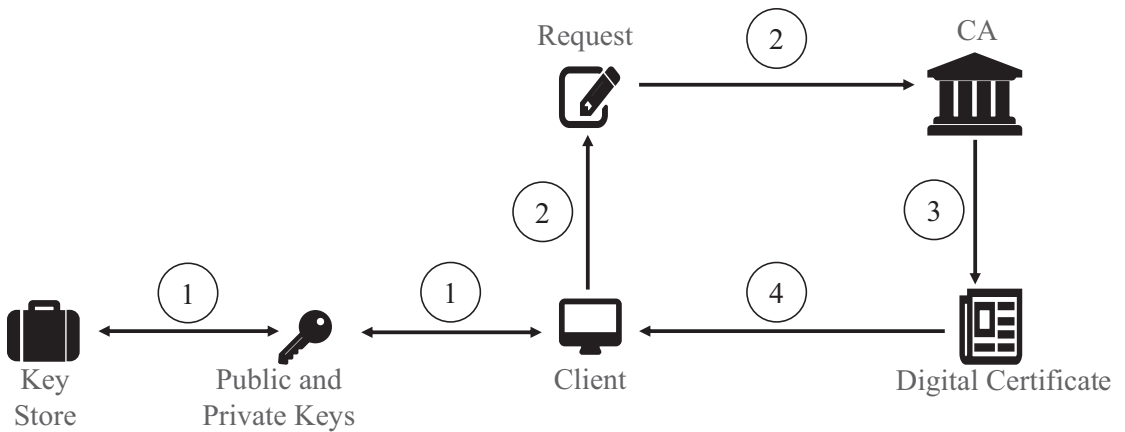 Request
2
CA
2
3
1
1
4
Key
Store
Public and
Private Keys
Client
Digital Certificate